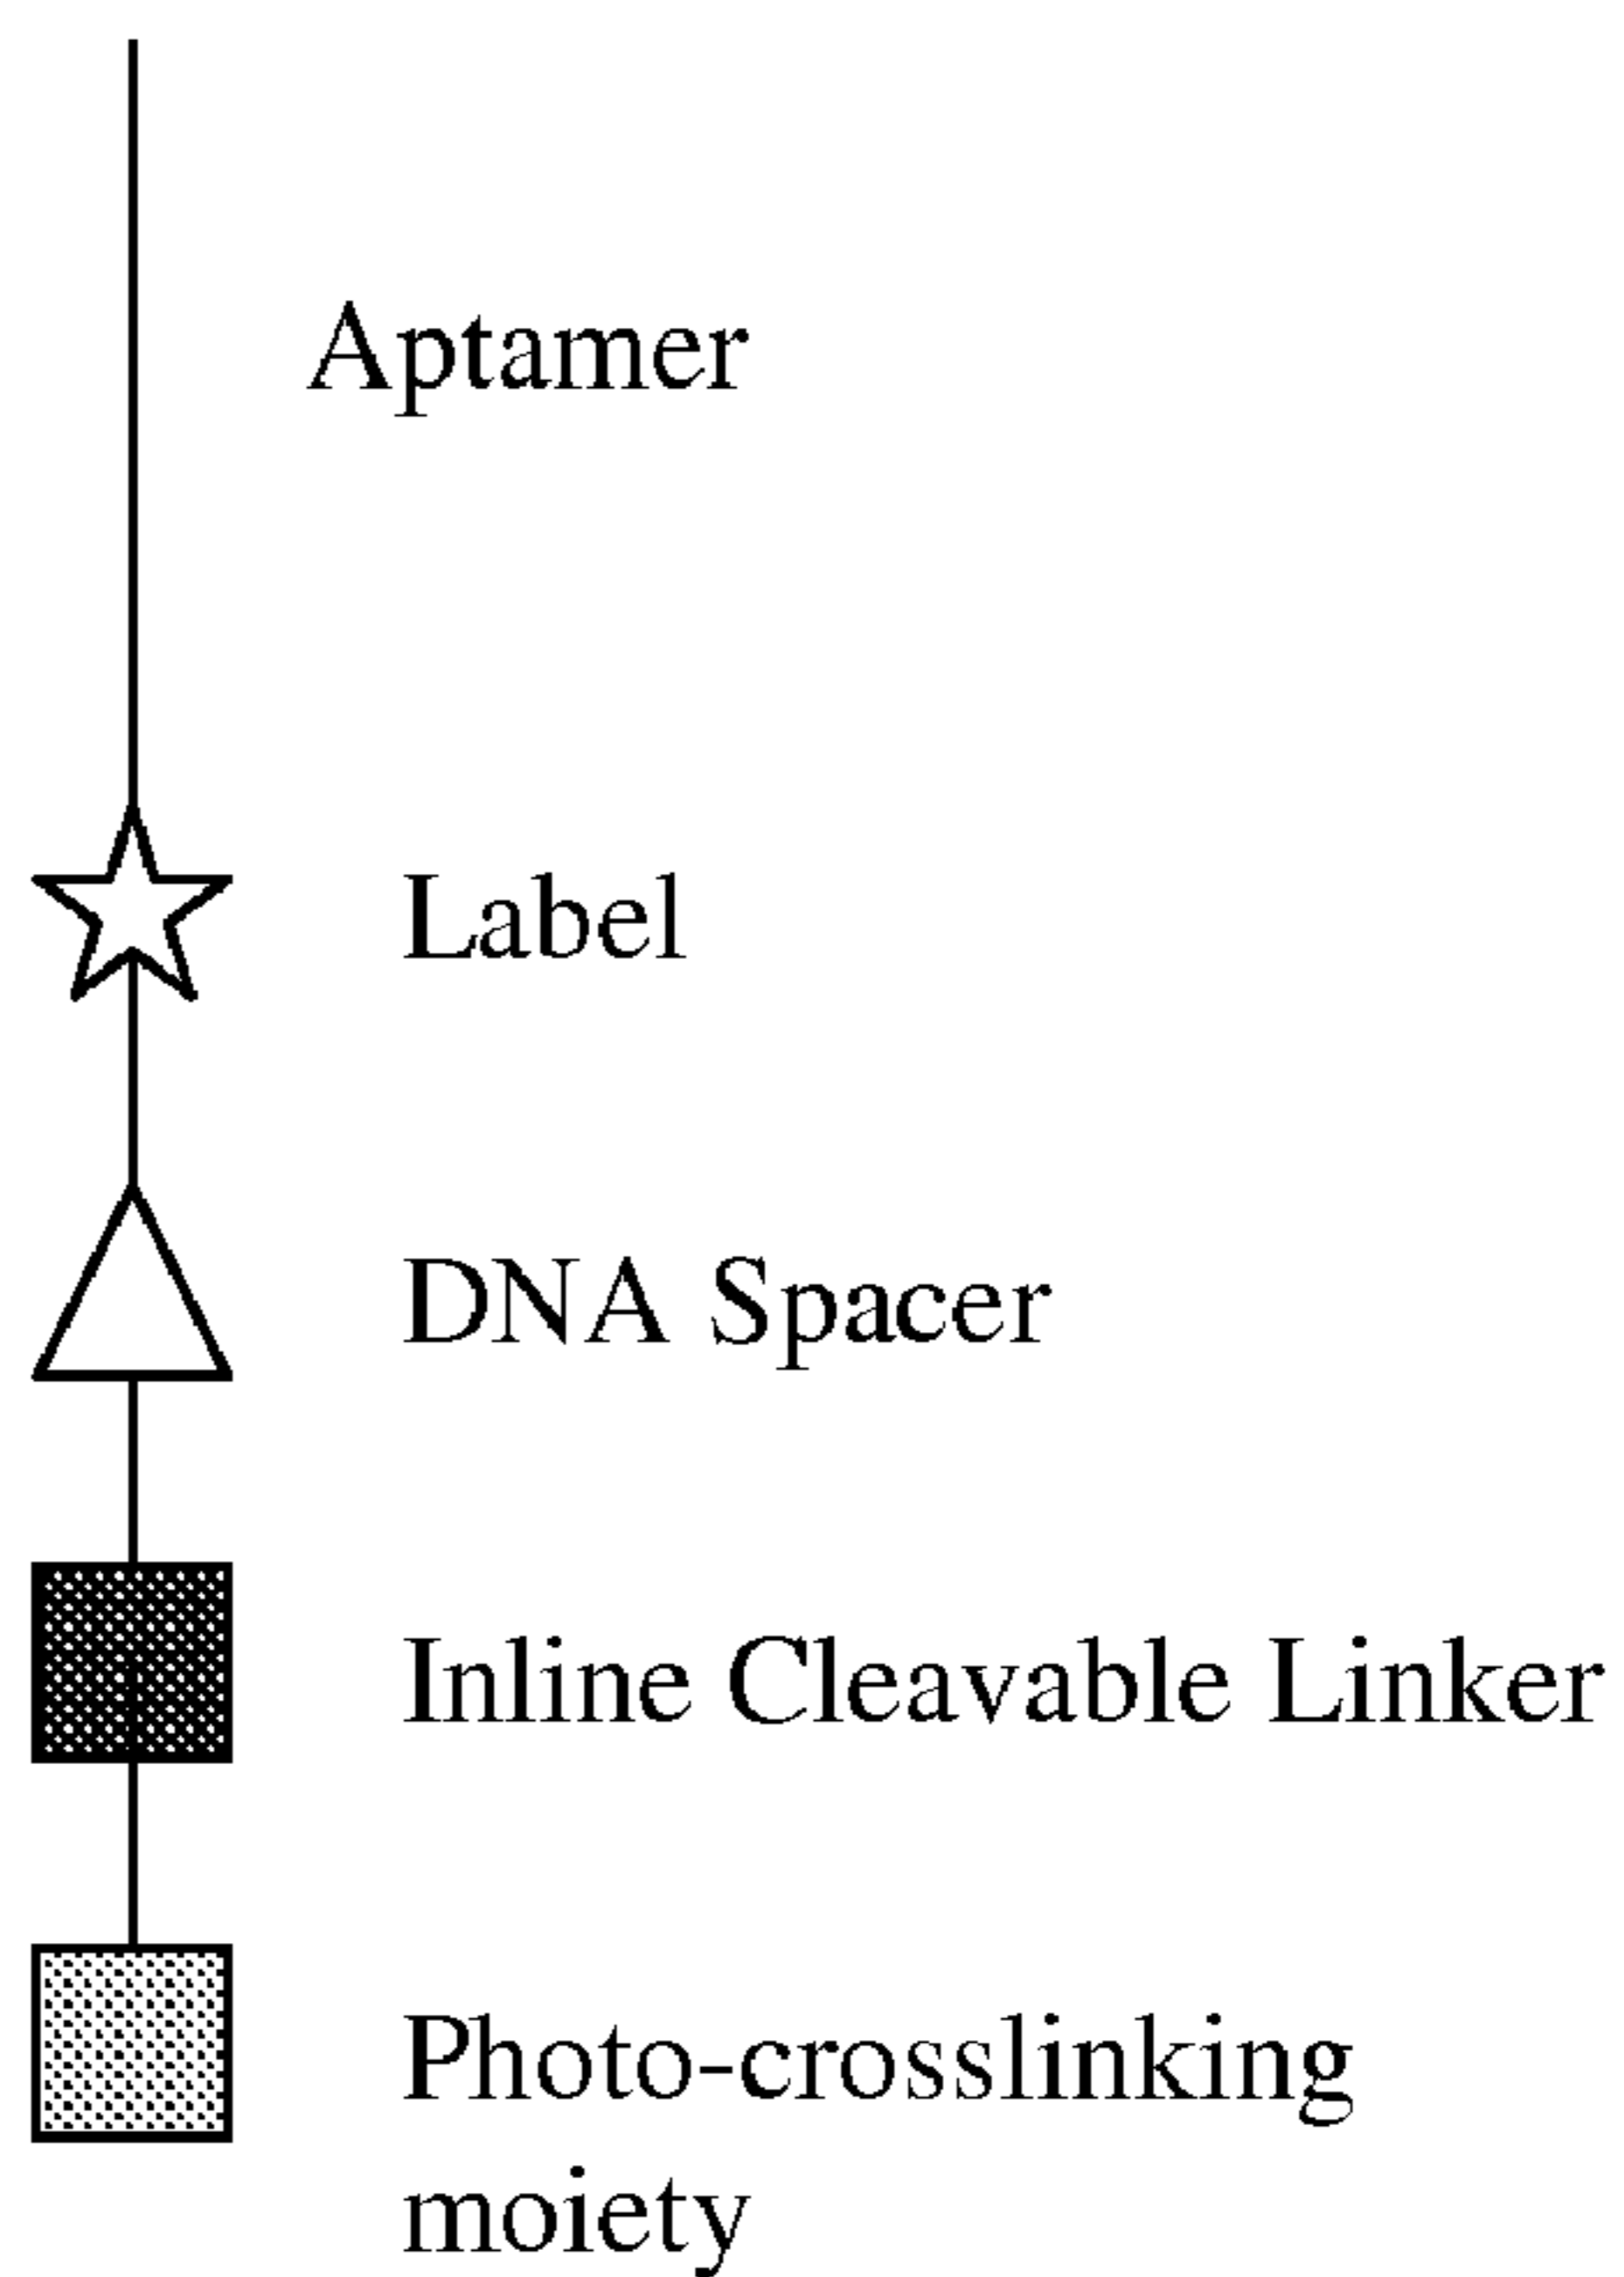 Aptamer
Label
DNA Spacer
Inline Cleavable Linker
Photo-crosslinking
moiety